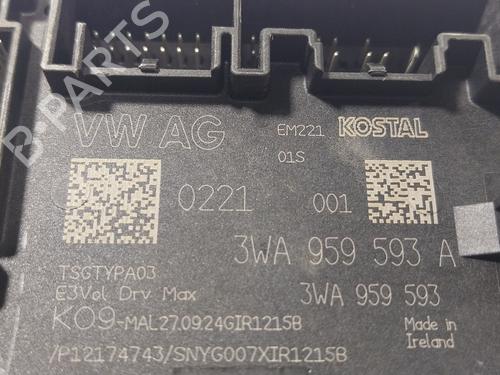 VW AG EM221 KOSTAL
01S
0221 001
3WA 959 593 A
TSGTYPA03
E3Vol Drv Max 3WA 959 593
K09-MAL27.09.24GIR1215B Made in
Ireland
/P12174743/SNYG007XIR1215B
B-PARTS